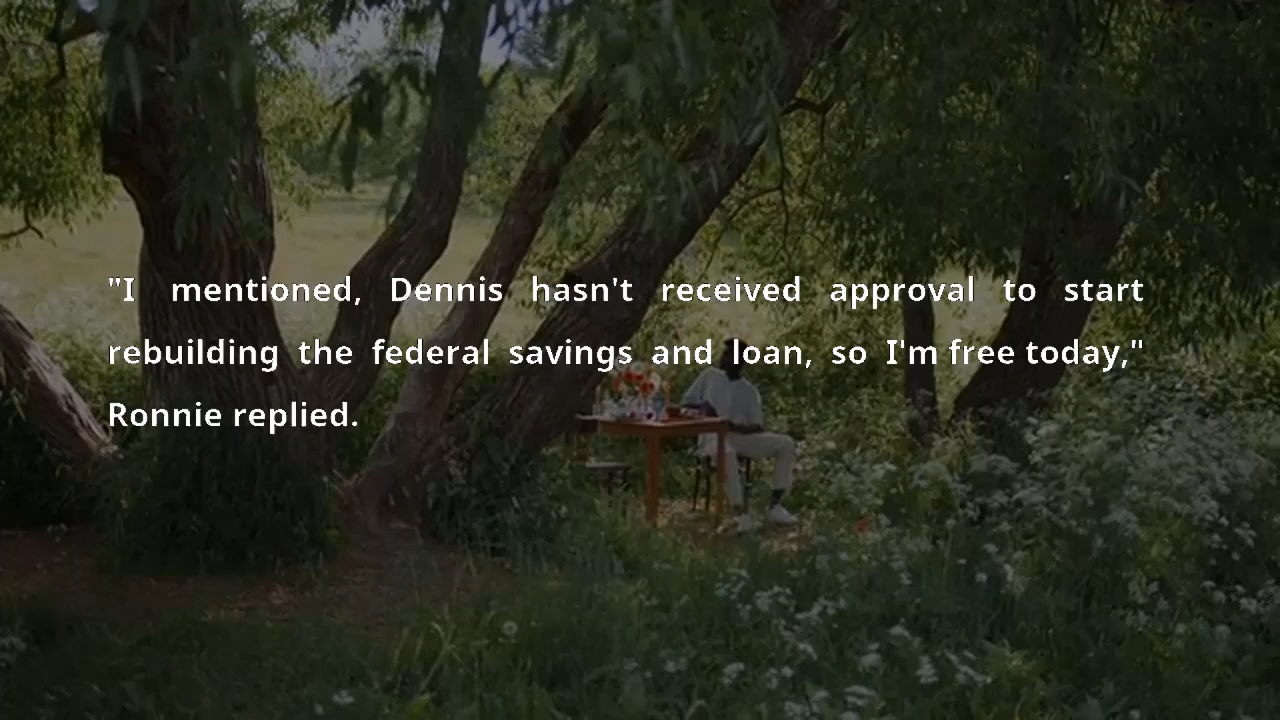 "I mentioned, Dennis hasn't received approval to start
rebuilding the federal savings and loan, so I'm free today,"
Ronnie replied.